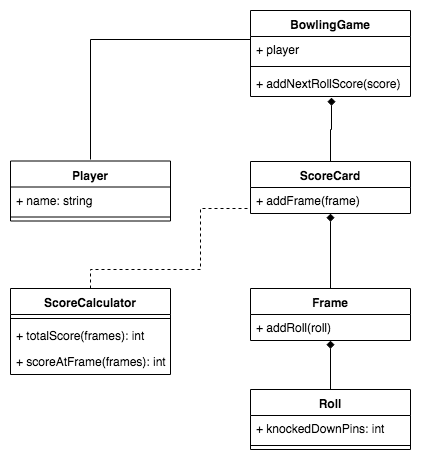 BowlingGame
+ player
+ addNextRollScore(score)
Player
+ name: string
ScoreCard
+ addFrame(frame)
ScoreCalculator
+ totalScore(frames): int
+ scoreAtFrame(frames): int
Frame
+ addRoll(roll)
Roll
+ knockedDownPins: int